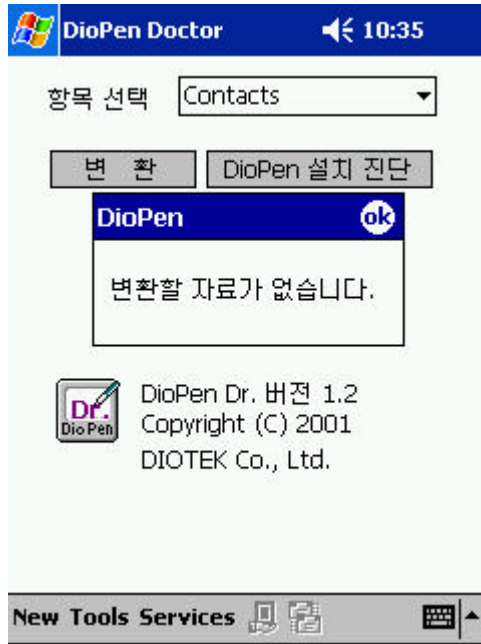 DioPen Doctor 10:35
항목 선택 Contacts
변 환 DioPen 설치 진단
DioPen ok
변환할 자료가 없습니다.
Dr.
Dio Pen
DioPen Dr. 버전 1.2
Copyright (C) 2001
DIOTEK Co., Ltd.
New Tools Services